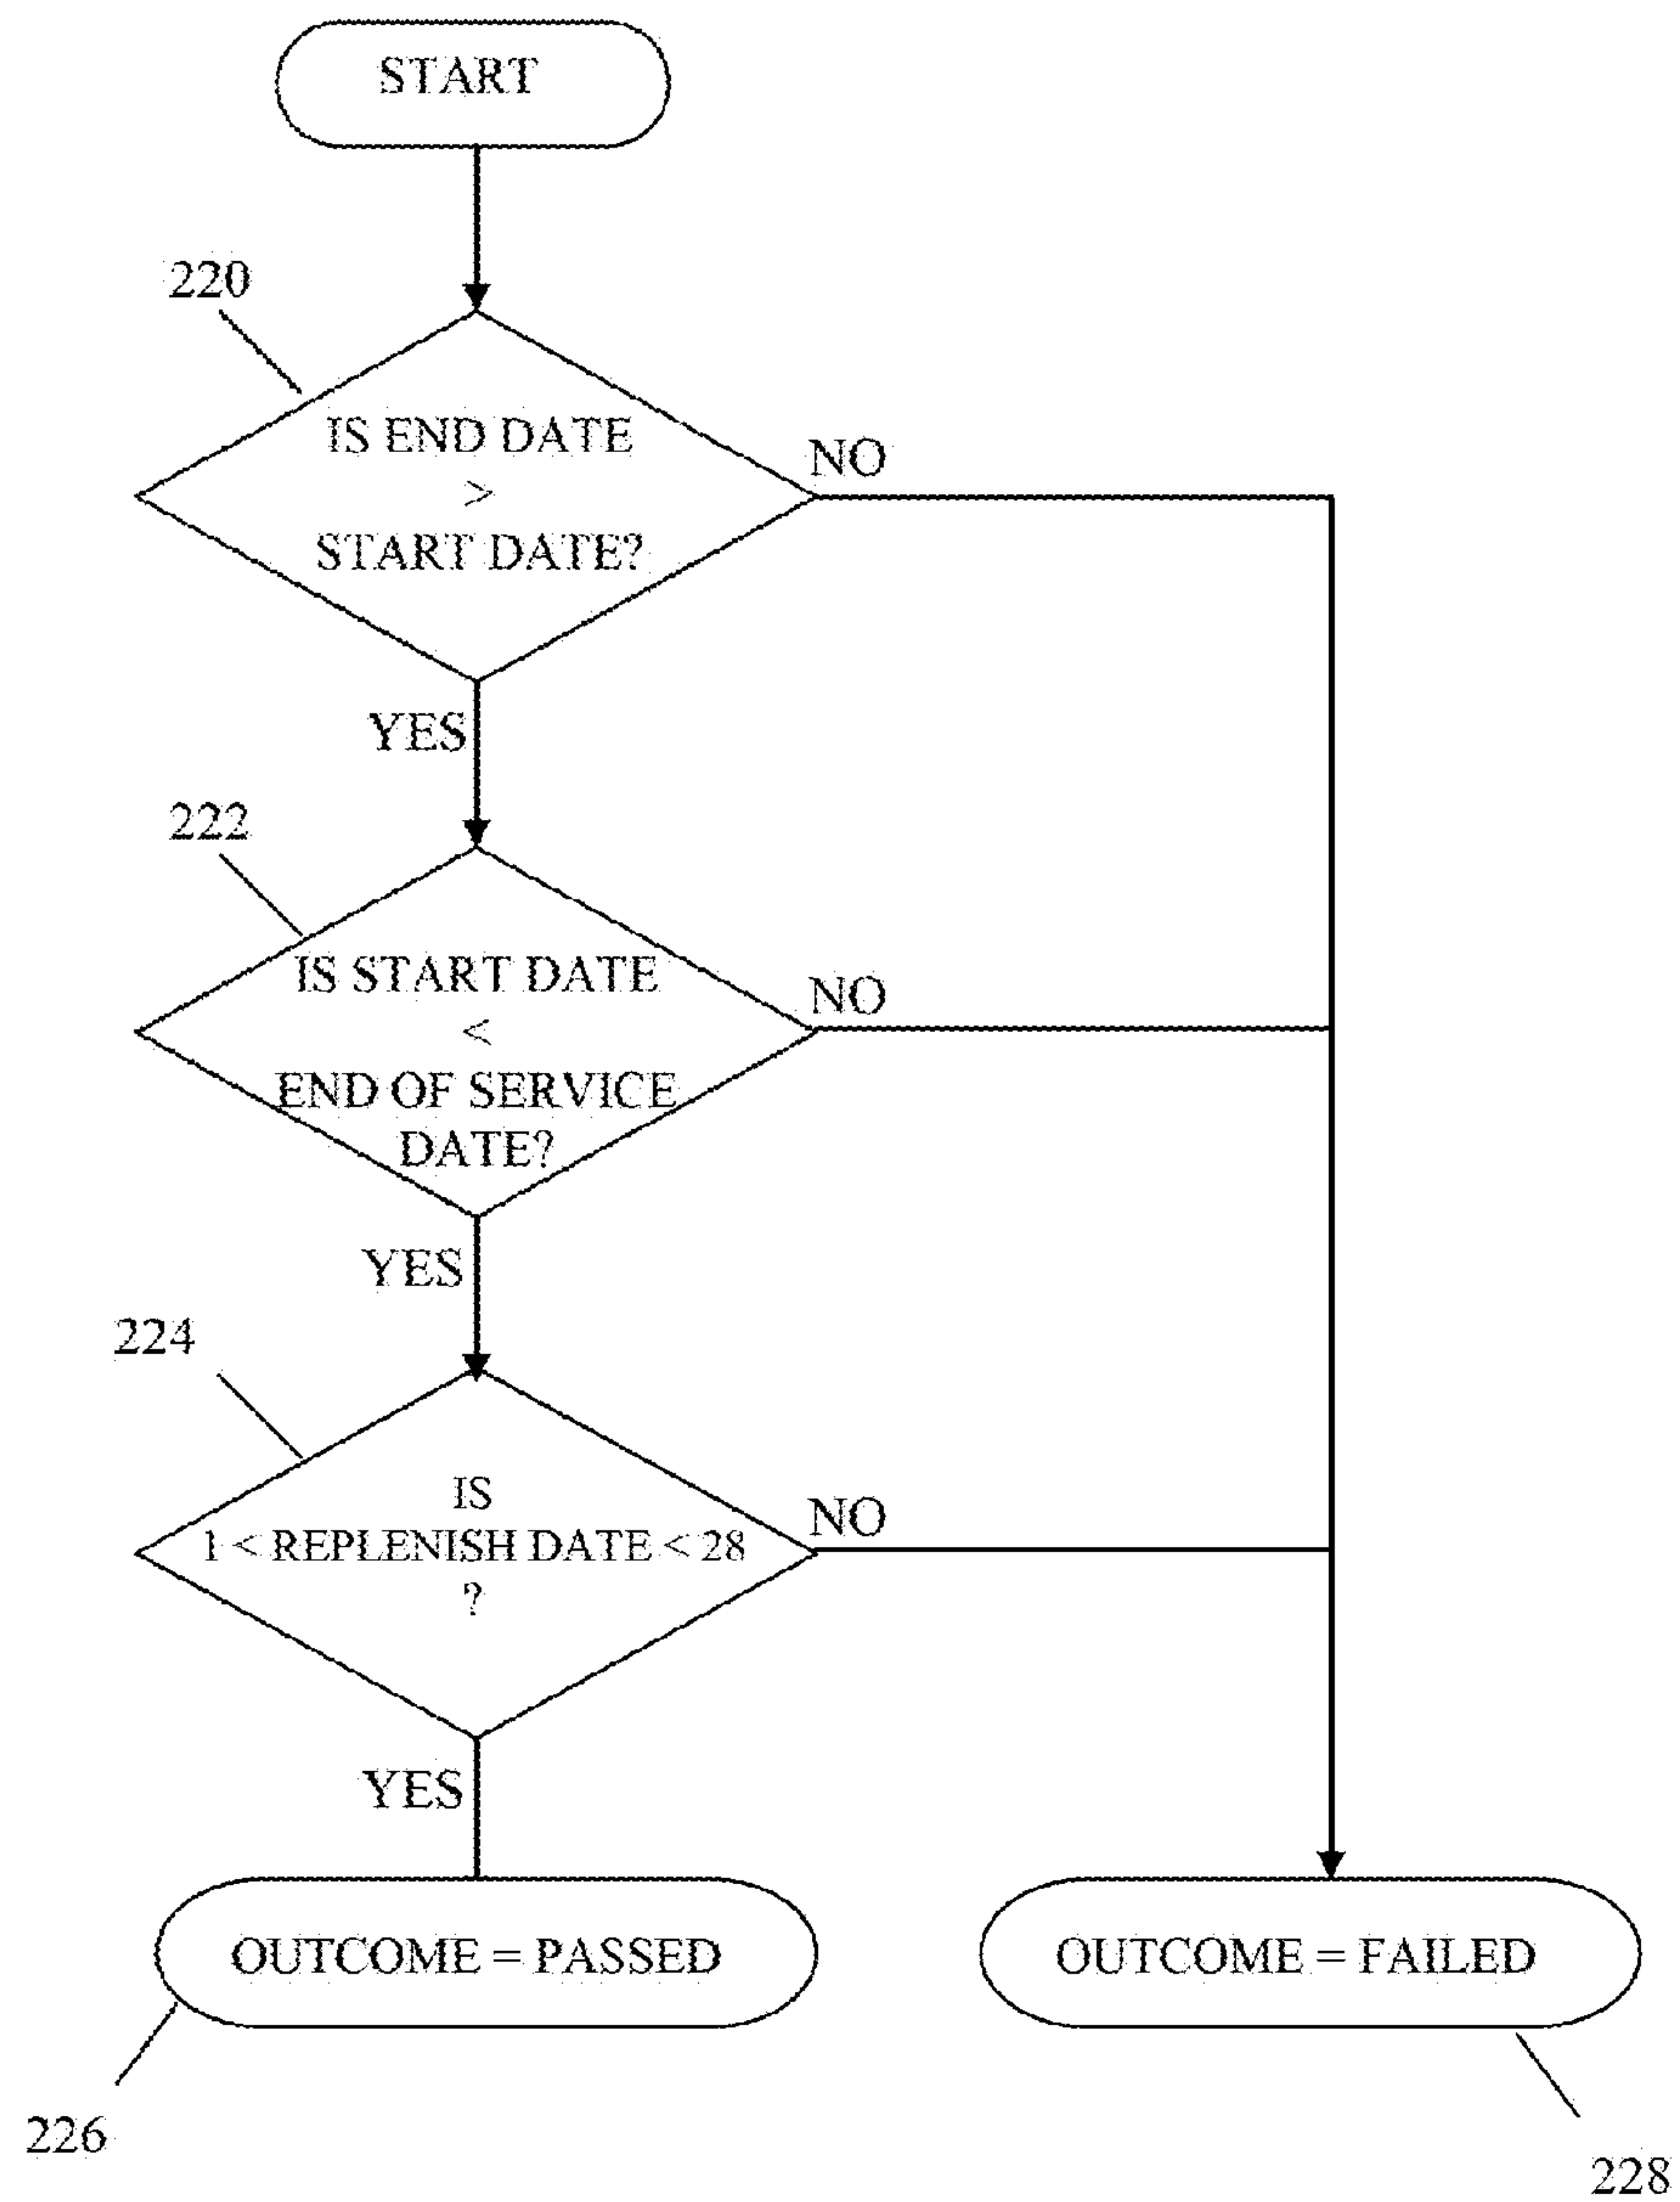 START
220
IS END DATE
>
START DATE?
NO
YES
222
IS START DATE
<
END OF SERVICE
DATE?
NO
YES
224
IS
1 < REPLENISH DATE < 28
?
NO
YES
OUTCOME = PASSED
OUTCOME = FAILED
226
228